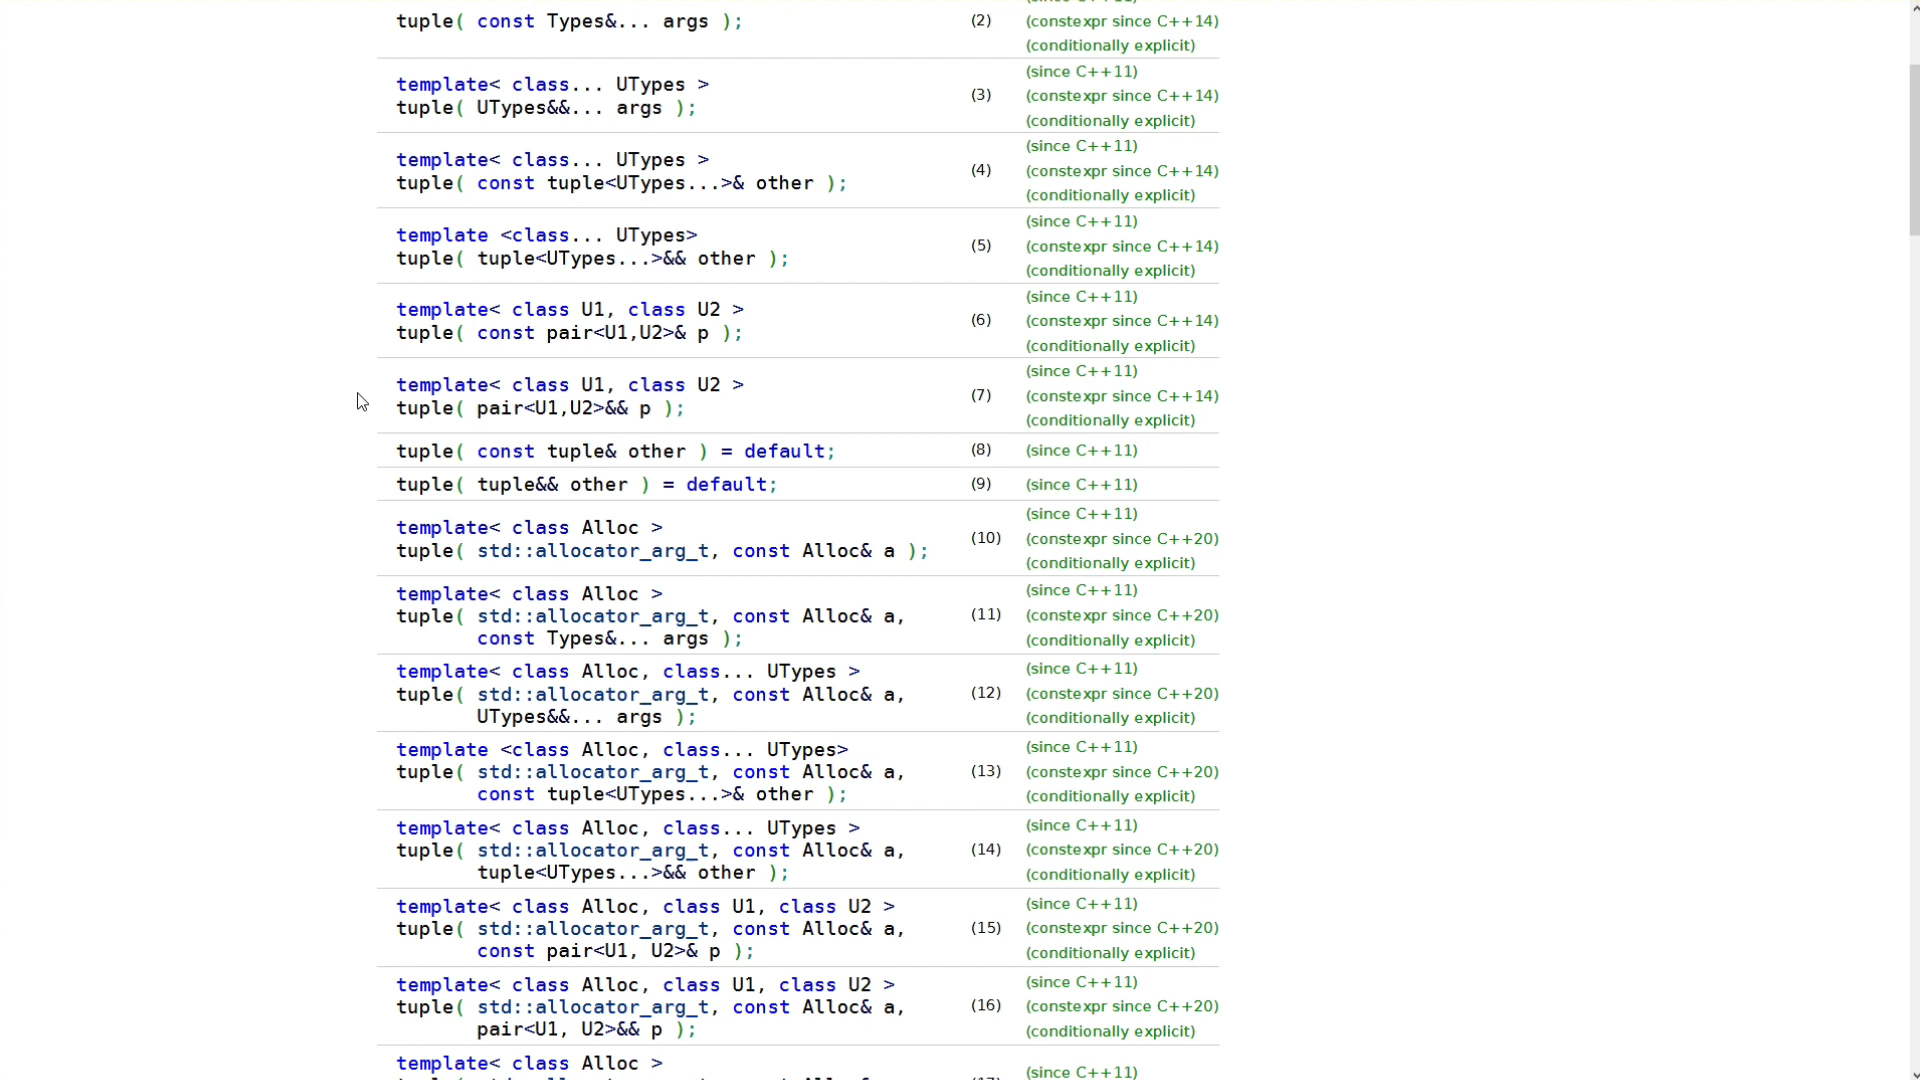 tuple( const Types&... args ); (2) (constexpr since C++14)
(conditionally explicit)
(since C++11)
template< class... UTypes >
tuple( UTypes&&... args ); (3) (constexpr since C++14)
(conditionally explicit)
(since C++11)
template< class... UTypes >
tuple( const tuple<UTypes...>& other ); (4) (constexpr since C++14)
(conditionally explicit)
(since C++11)
template <class... UTypes>
tuple( tuple<UTypes...>&& other ); (5) (constexpr since C++14)
(conditionally explicit)
(since C++11)
template< class U1, class U2 >
tuple( const pair<U1,U2>& p ); (6) (constexpr since C++14)
(conditionally explicit)
(since C++11)
template< class U1, class U2 >
tuple( pair<U1,U2>&& p ); (7) (constexpr since C++14)
(conditionally explicit)
tuple( const tuple& other ) = default; (8) (since C++11)
tuple( tuple&& other ) = default; (9) (since C++11)
(since C++11)
template< class Alloc >
tuple( std::allocator_arg_t, const Alloc& a ); (10) (constexpr since C++20)
(conditionally explicit)
template< class Alloc > (since C++11)
tuple( std::allocator_arg_t, const Alloc& a, (11) (constexpr since C++20)
const Types&... args ); (conditionally explicit)
template< class Alloc, class... UTypes > (since C++11)
tuple( std::allocator_arg_t, const Alloc& a, (12) (constexpr since C++20)
UTypes&&... args ); (conditionally explicit)
template <class Alloc, class... UTypes> (since C++11)
tuple( std::allocator_arg_t, const Alloc& a, (13) (constexpr since C++20)
const tuple<UTypes...>& other ); (conditionally explicit)
template< class Alloc, class... UTypes > (since C++11)
tuple( std::allocator_arg_t, const Alloc& a, (14) (constexpr since C++20)
tuple<UTypes...>&& other ); (conditionally explicit)
template< class Alloc, class U1, class U2 > (since C++11)
tuple( std::allocator_arg_t, const Alloc& a, (15) (constexpr since C++20)
const pair<U1, U2>& p ); (conditionally explicit)
template< class Alloc, class U1, class U2 > (since C++11)
tuple( std::allocator_arg_t, const Alloc& a, (16) (constexpr since C++20)
pair<U1, U2>&& p ); (conditionally explicit)
template< class Alloc > (since C++11)